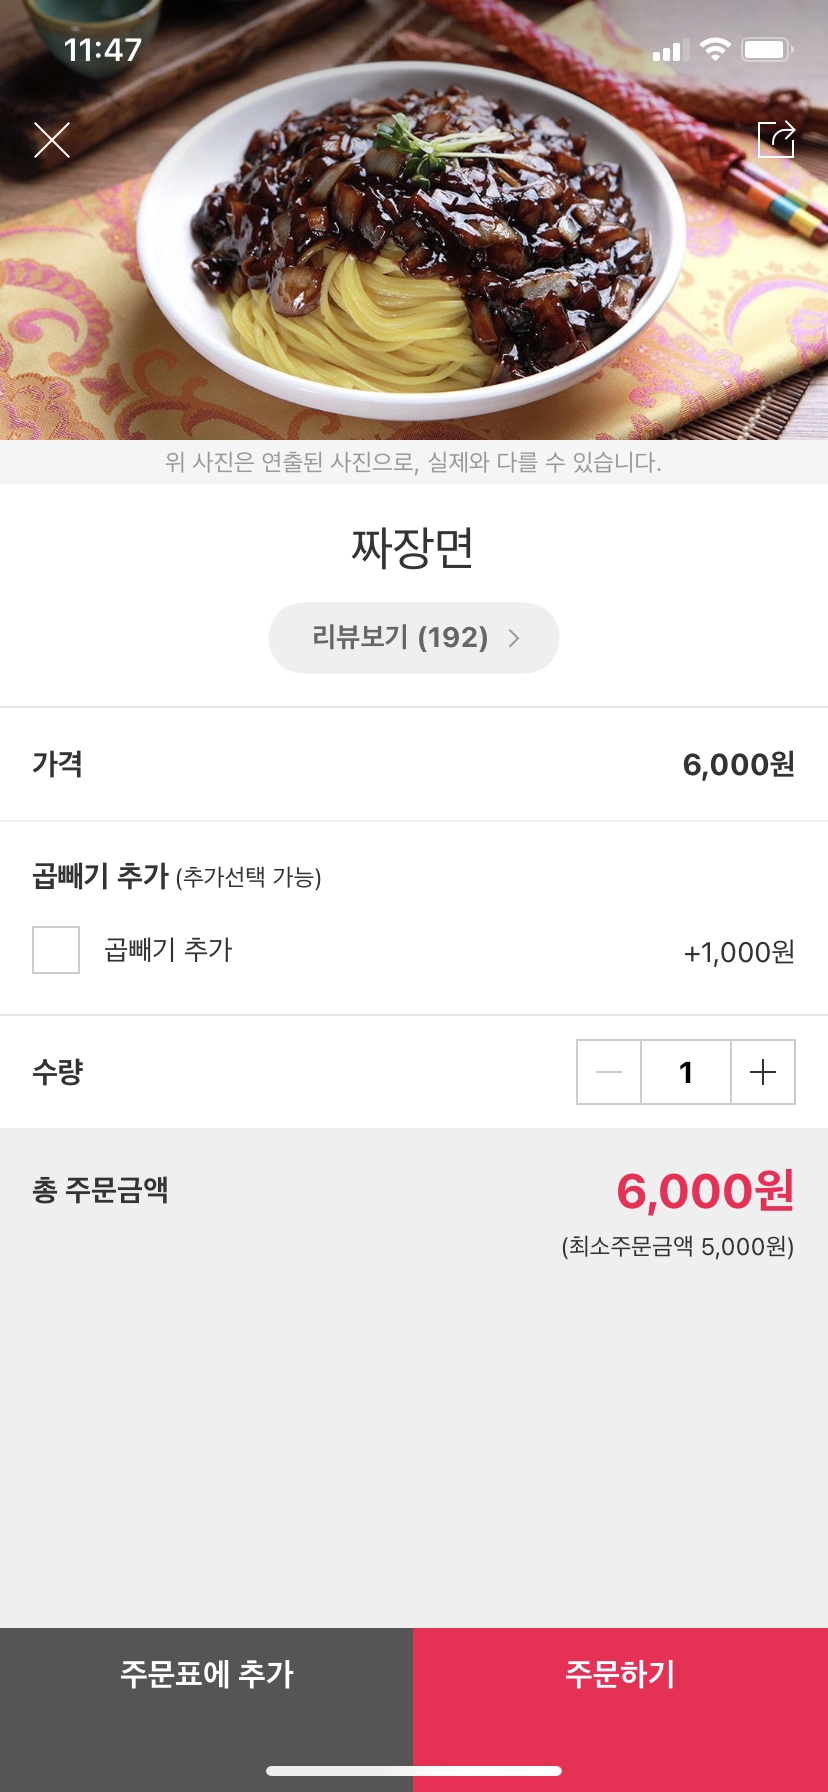 11:47
위 사진은 연출된 사진으로, 실제와 다를 수 있습니다.
짜장면
리뷰보기 (192)
가격 6,000원
곱빼기 추가 (추가선택 가능)
곱빼기 추가 +1,000원
수량 1
총 주문금액 6,000원
(최소주문금액 5,000원)
주문표에 추가 주문하기